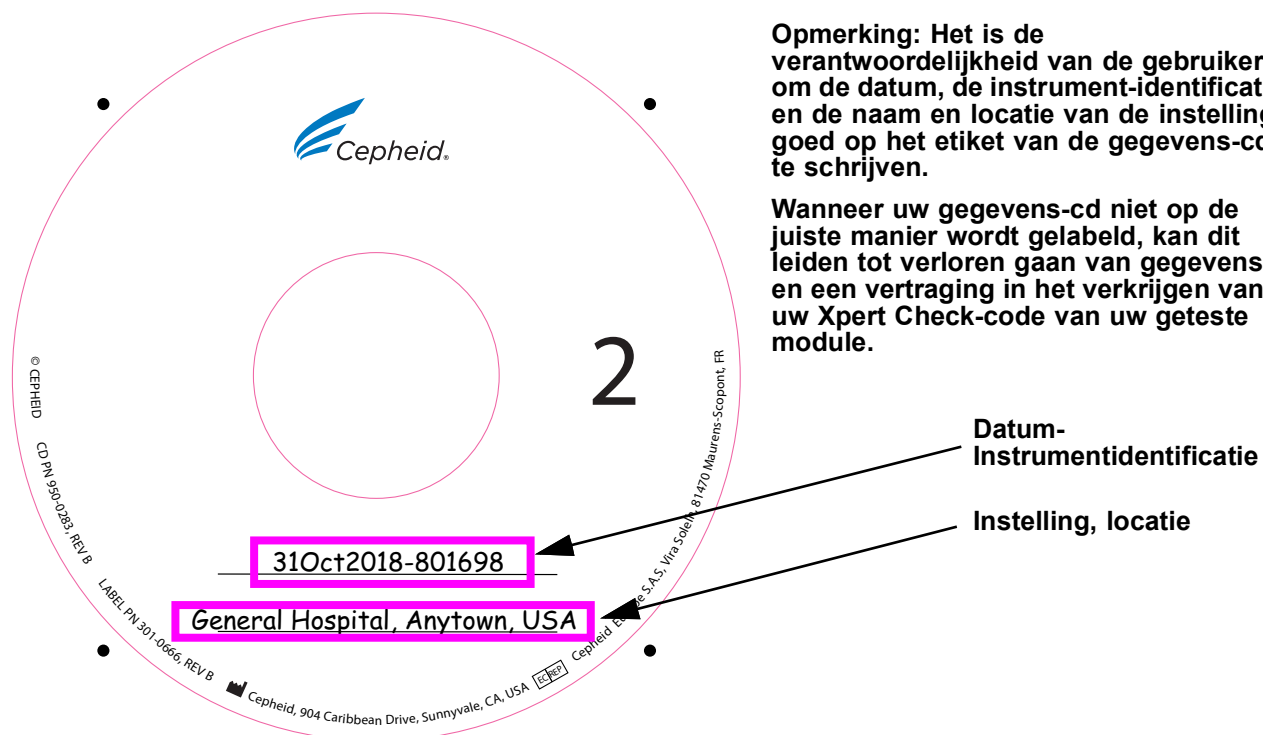 Opmerking: Het is de
verantwoordelijkheid van de gebruiker
om de datum, de instrument-identificat
en de naam en locatie van de instelling
goed op het etiket van de gegevens-cd
te schrijven.
Wanneer uw gegevens-cd niet op de
juiste manier wordt gelabeld, kan dit
leiden tot verloren gaan van gegevens
en een vertraging in het verkrijgen van
uw Xpert Check-code van uw geteste
module.
Cepheid.
2
Datum-
Instrumentidentificatie
Instelling, locatie
31Oct2018-801698
General Hospital, Anytown, USA
© CEPHEID CD PN 950-0283, REV B LABEL PN 301-0666, REV B Cepheid, 904 Caribbean Drive, Sunnyvale, CA, USA EC REP Cepheid S.A.S, Vira Solelh, 81470 Maurens-Scopont, FR